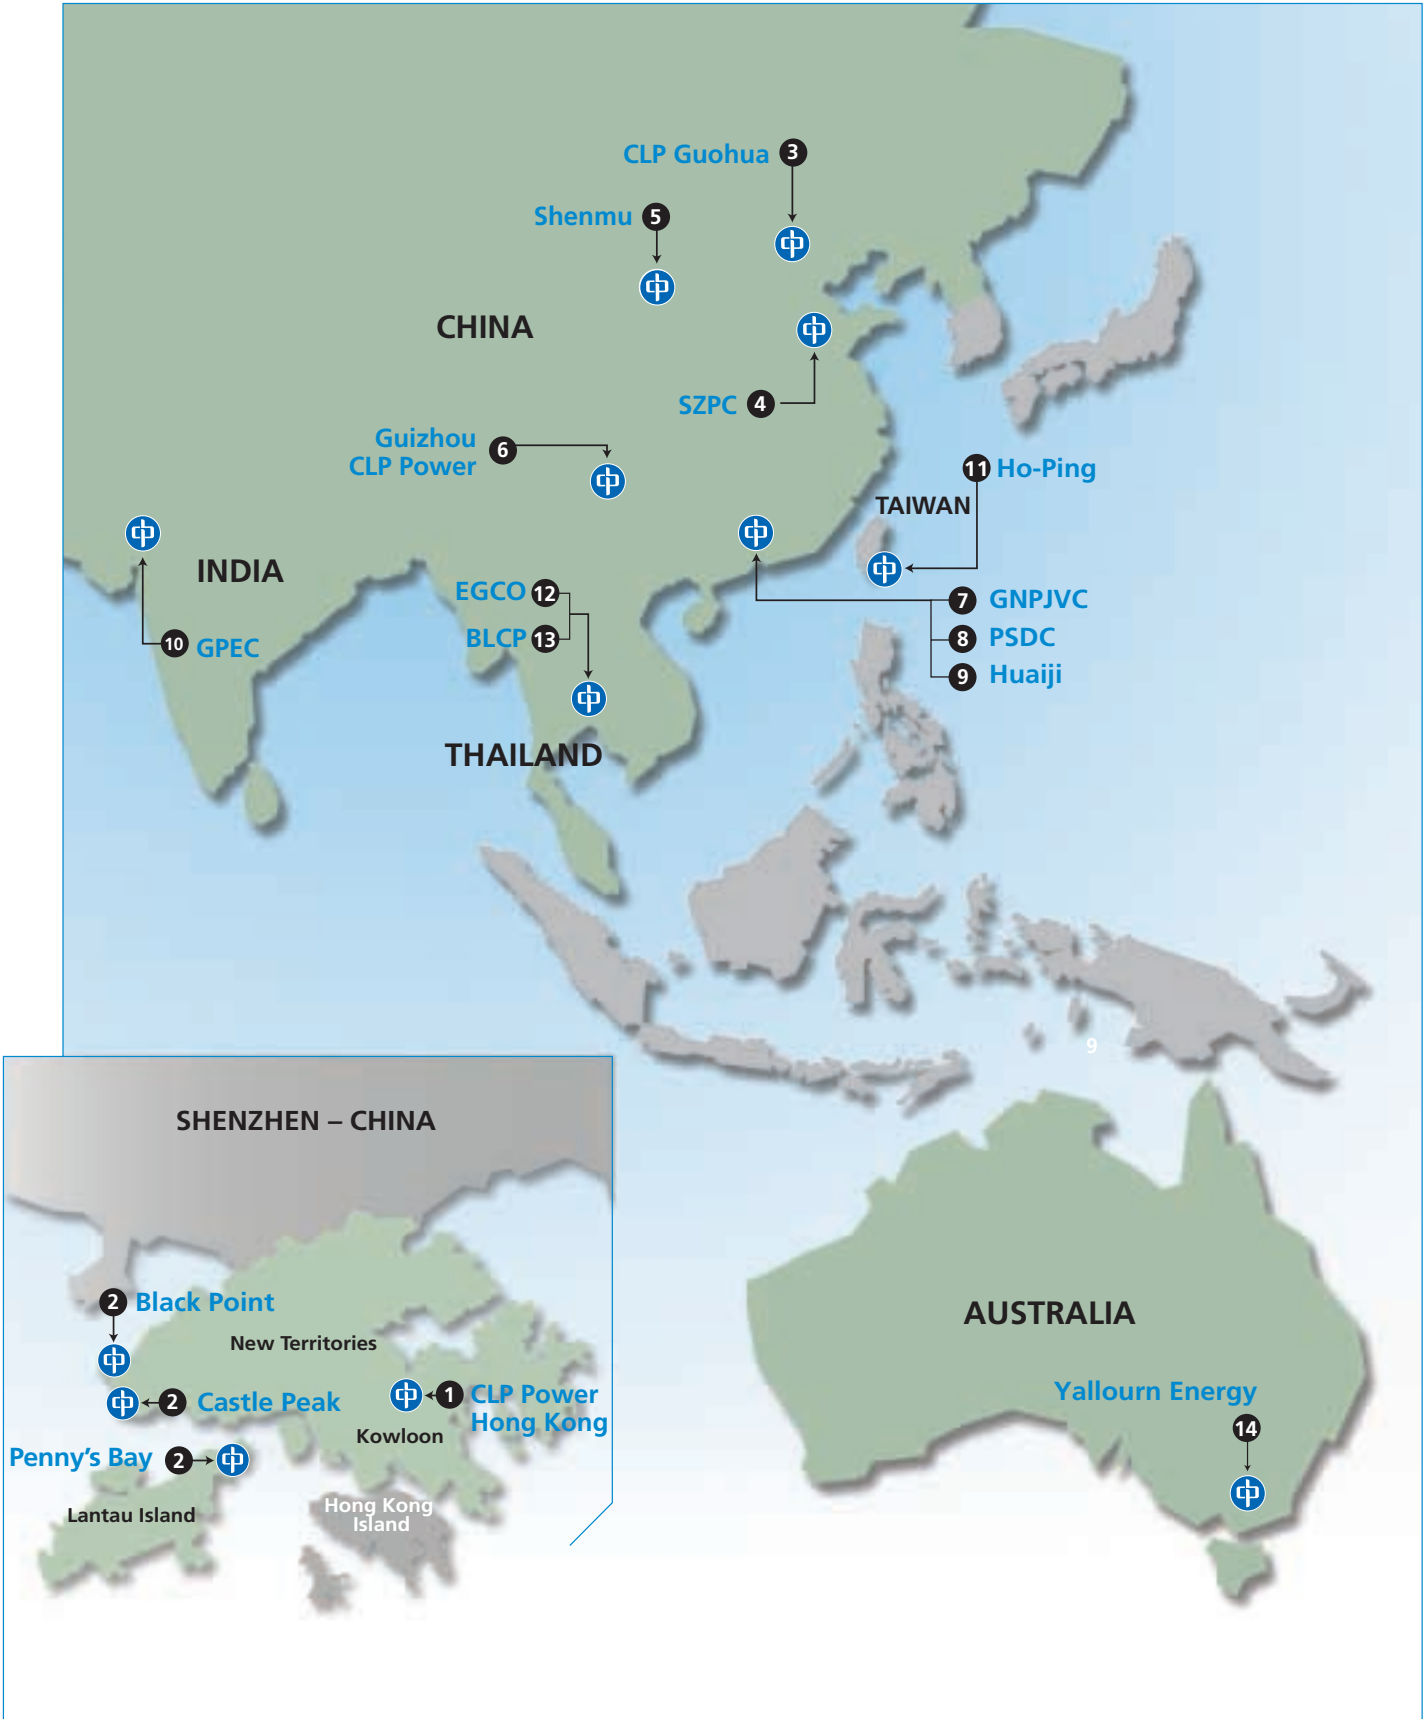 CLP Guohua 3
Shenmu 5
CHINA
SZPC 4
Guizhou
CLP Power 6
11 Ho-Ping
TAIWAN
INDIA
EGCO 12
7 GNPJVC
BLCP 13
8 PSDC
10 GPEC
9 Huaiji
THAILAND
9
SHENZHEN – CHINA
2 Black Point
New Territories
2 Castle Peak
1 CLP Power
Hong Kong
Kowloon
Penny's Bay 2
Lantau Island
Hong Kong
Island
AUSTRALIA
Yallourn Energy
14